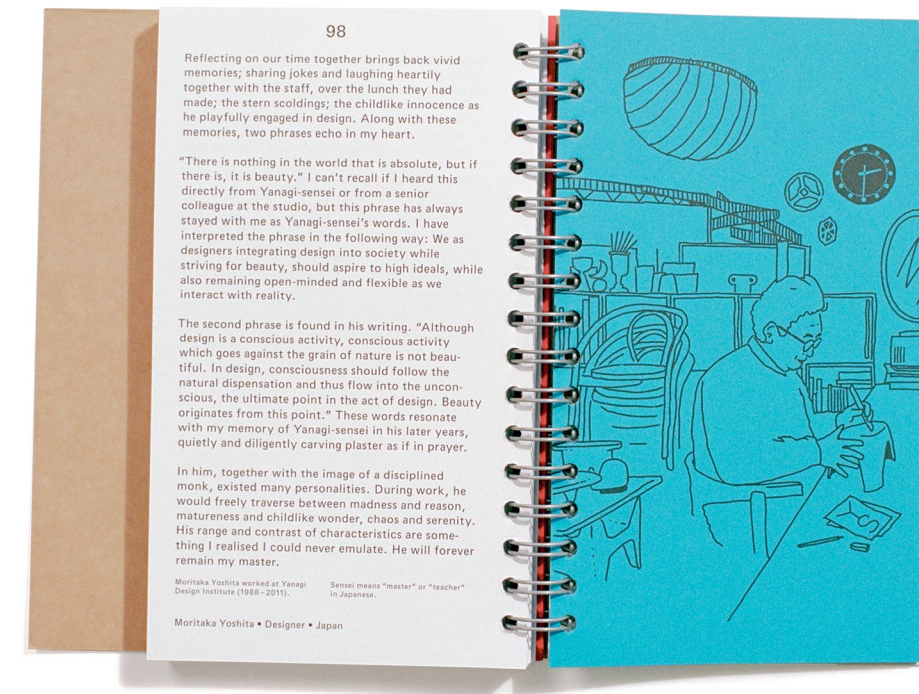 98
Reflecting on our time together brings back vivid
memories; sharing jokes and laughing heartily
together with the staff, over the lunch they had
made; the stern scoldings; the childlike innocence as
he playfully engaged in design. Along with these
memories, two phrases echo in my heart.
“There is nothing in the world that is absolute, but if
there is, it is beauty.” I can’t recall if I heard this
directly from Yanagi-sensei or from a senior
colleague at the studio, but this phrase has always
stayed with me as Yanagi-sensei’s words. I have
interpreted the phrase in the following way: We as
designers integrating design into society while
striving for beauty, should aspire to high ideals, while
also remaining open-minded and flexible as we
interact with reality.
The second phrase is found in his writing. “Although
design is a conscious activity, conscious activity
which goes against the grain of nature is not beau-
tiful. In design, consciousness should follow the
natural dispensation and thus flow into the uncon-
scious, the ultimate point in the act of design. Beauty
originates from this point.” These words resonate
with my memory of Yanagi-sensei in his later years,
quietly and diligently carving plaster as if in prayer.
In him, together with the image of a disciplined
monk, existed many personalities. During work, he
would freely traverse between madness and reason,
matureness and childlike wonder, chaos and serenity.
His range and contrast of characteristics are some-
thing I realised I could never emulate. He will forever
remain my master.
Moritaka Yoshita worked at Yanagi
Design Institute (1988–2011).
Sensei means “master” or “teacher”
in Japanese.
Moritaka Yoshita • Designer • Japan